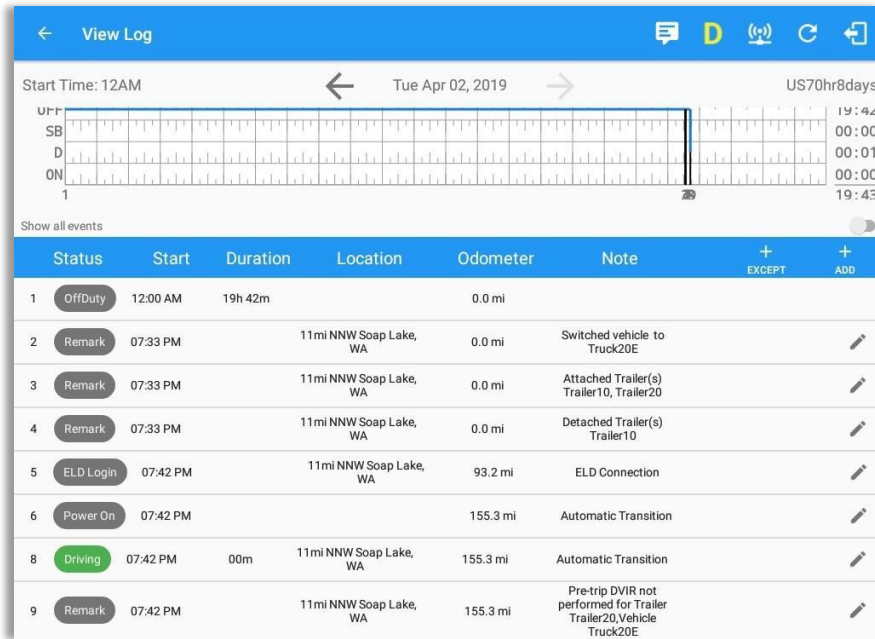 View Log
D
Start Time: 12AM
Tue Apr 02, 2019
US70hr8days
OFF
19:42
SB
00:00
D
00:01
ON
00:00
1
19:43
Show all events
Status Start Duration Location Odometer Note + EXCEPT + ADD
1 OffDuty 12:00 AM 19h 42m 0.0 mi
2 Remark 07:33 PM 11mi NNW Soap Lake, WA 0.0 mi Switched vehicle to Truck20E
3 Remark 07:33 PM 11mi NNW Soap Lake, WA 0.0 mi Attached Trailer(s) Trailer10, Trailer20
4 Remark 07:33 PM 11mi NNW Soap Lake, WA 0.0 mi Detached Trailer(s) Trailer10
5 ELD Login 07:42 PM 11mi NNW Soap Lake, WA 93.2 mi ELD Connection
6 Power On 07:42 PM 155.3 mi Automatic Transition
8 Driving 07:42 PM 00m 11mi NNW Soap Lake, WA 155.3 mi Automatic Transition
9 Remark 07:42 PM 11mi NNW Soap Lake, WA 155.3 mi Pre-trip DVIR not performed for Trailer Trailer20,Vehicle Truck20E